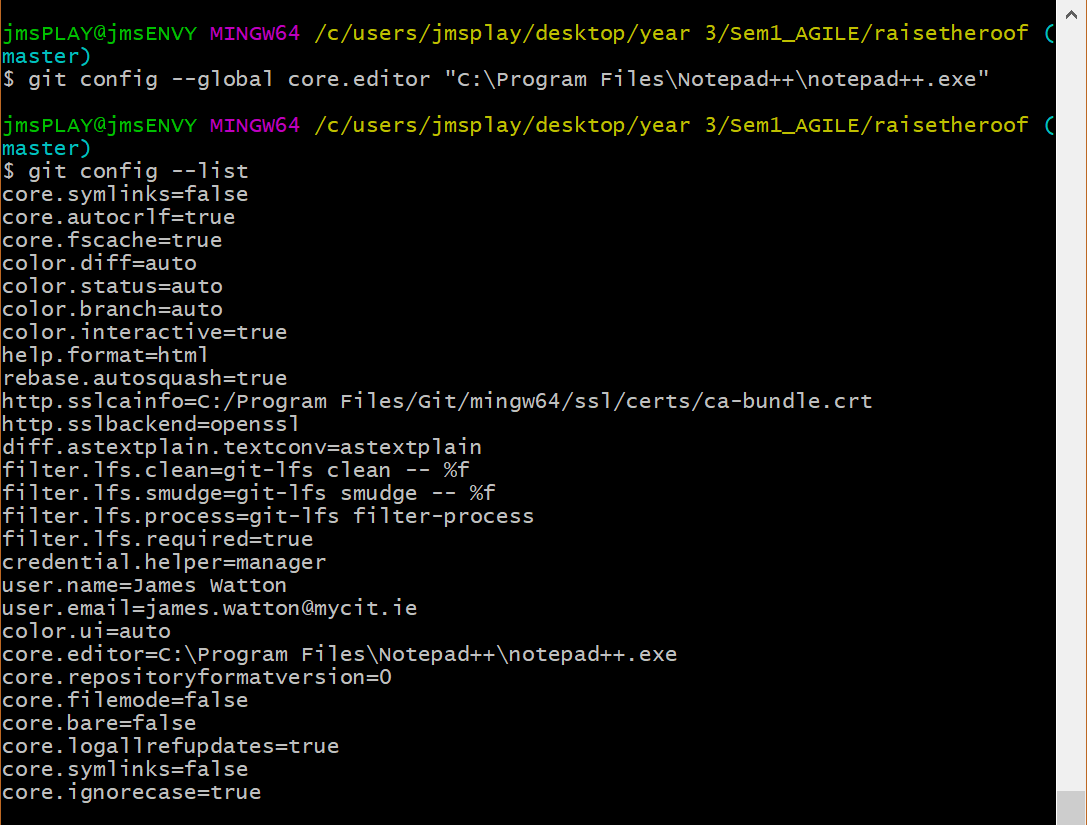 jmsPLAY@jmsENVY MINGW64 /c/users/jmsplay/desktop/year 3/Sem1_AGILE/raisetheroof (
master)
$ git config --global core.editor "C:\Program Files\Notepad++\notepad++.exe"
jmsPLAY@jmsENVY MINGW64 /c/users/jmsplay/desktop/year 3/Sem1_AGILE/raisetheroof (
master)
$ git config --list
core.symlinks=false
core.autocrlf=true
core.fscache=true
color.diff=auto
color.status=auto
color.branch=auto
color.interactive=true
help.format=html
rebase.autosquash=true
http.sslcainfo=C:/Program Files/Git/mingw64/ssl/certs/ca-bundle.crt
http.sslbackend=openssl
diff.astextplain.textconv=astextplain
filter.lfs.clean=git-lfs clean -- %f
filter.lfs.smudge=git-lfs smudge -- %f
filter.lfs.process=git-lfs filter-process
filter.lfs.required=true
credential.helper=manager
user.name=James Watton
user.email=james.watton@mycit.ie
color.ui=auto
core.editor=C:\Program Files\Notepad++\notepad++.exe
core.repositoryformatversion=0
core.filemode=false
core.bare=false
core.logallrefupdates=true
core.symlinks=false
core.ignorecase=true